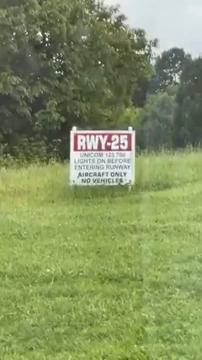 RWY-25
UNICOM 122.700
LIGHTS ON BEFORE
ENTERING RUNWAY
AIRCRAFT ONLY
NO VEHICLES